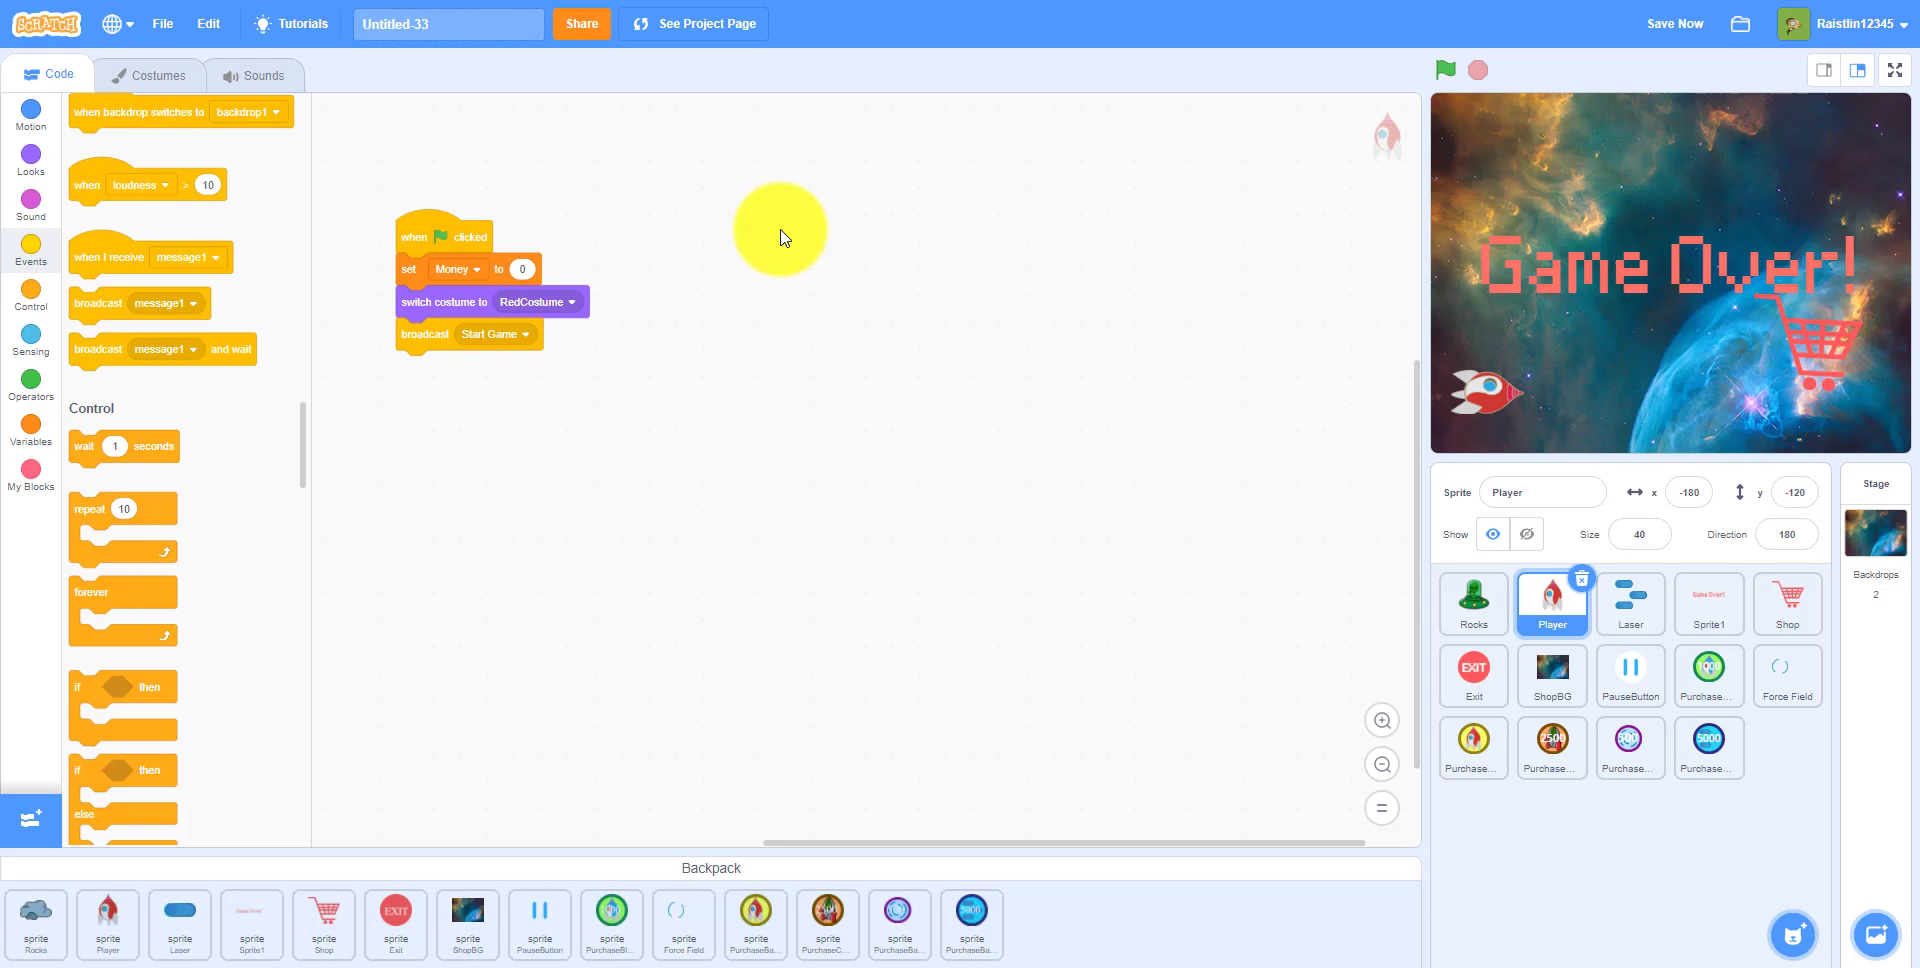 SCRATCH File Edit Tutorials Untitled-33 Share See Project Page Save Now Raistlin12345
Code Costumes Sounds
Motion
Looks
Sound
Events
Control
Sensing
Operators
Variables
My Blocks
when backdrop switches to backdrop1
when loudness > 10
when I receive message1
broadcast message1
broadcast message1 and wait
Control
wait 1 seconds
repeat 10
forever
if then
if then
else
when clicked
set Money to 0
switch costume to RedCostume
broadcast Start Game
Game Over!
Sprite Player x -180 y -120
Show Size 40 Direction 180
Stage
Backdrops
2
Rocks Player Laser Game Over! Sprite1 Shop
EXIT Exit ShopBG PauseButton 1000 Purchase... Force Field
Purchase... 2500 Purchase... 500 Purchase... 5000 Purchase...
Backpack
EXIT 5000
sprite sprite sprite sprite sprite sprite sprite sprite sprite sprite sprite sprite sprite sprite
Rocks Player Laser Sprite1 Shop Exit ShopBG PauseButton PurchaseBl... Force Field PurchaseBa... PurchaseC... PurchaseBa... PurchaseBa...